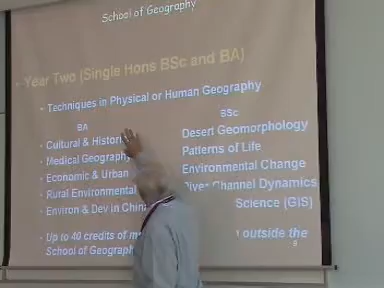 School of Geography
Year Two (Single Hons BSc and BA)
Techniques in Physical or Human Geography
BA BSc
Cultural & Historic Desert Geomorphology
Medical Geography Patterns of Life
Economic & Urban Environmental Change
Rural Environmental River Channel Dynamics
Environ & Dev in China Science (GIS)
Up to 40 credits of outside the
School of Geography